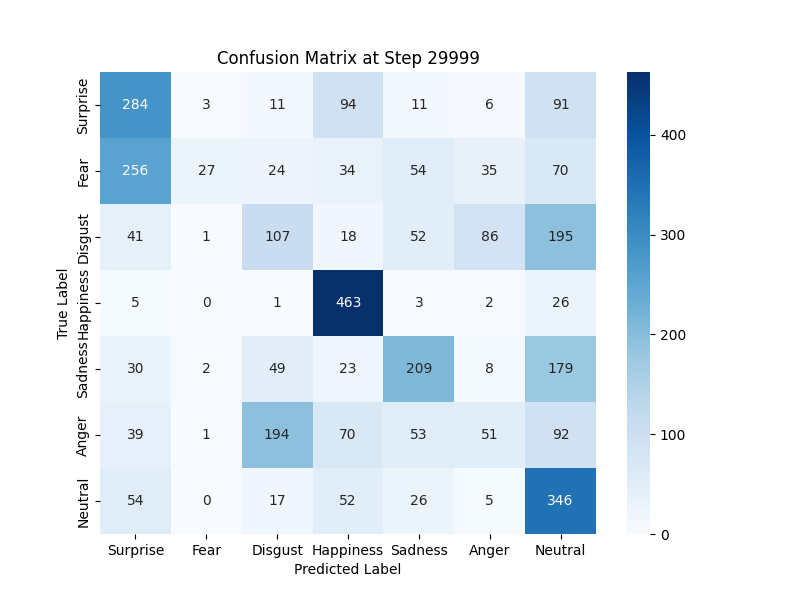 Confusion Matrix at Step 29999
True Label
Surprise 284 3 11 94 11 6 91
Fear 256 27 24 34 54 35 70
Disgust 41 1 107 18 52 86 195
Happiness 5 0 1 463 3 2 26
Sadness 30 2 49 23 209 8 179
Anger 39 1 194 70 53 51 92
Neutral 54 0 17 52 26 5 346
Surprise Fear Disgust Happiness Sadness Anger Neutral
Predicted Label
400
300
200
100
0